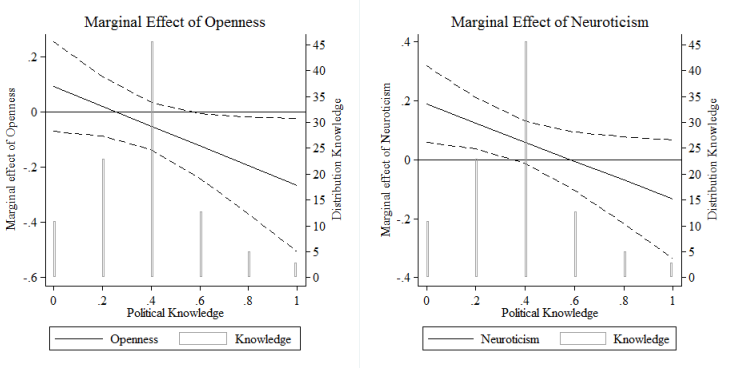 Marginal Effect of Openness
Marginal effect of Openness
.2
0
-.2
-.4
-.6
45
40
35
30
25
20
15
10
5
0
Distribution Knowledge
0 .2 .4 .6 .8 1
Political Knowledge
Openness Knowledge
Marginal Effect of Neuroticism
Marginal effect of Neuroticism
.4
.2
0
-.2
-.4
45
40
35
30
25
20
15
10
5
0
Distribution Knowledge
0 .2 .4 .6 .8 1
Political Knowledge
Neuroticism Knowledge